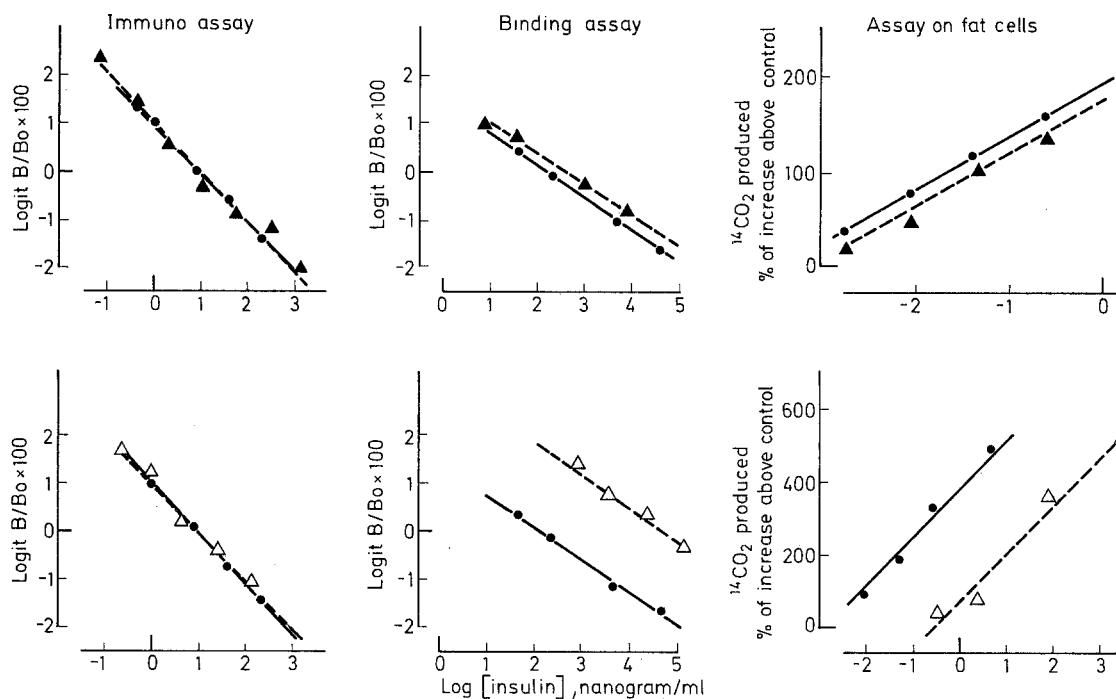 Immuno assay
Binding assay
Assay on fat cells
Logit B/Bo×100
2
1
0
-1
-2
-1 0 1 2 3
Logit B/Bo×100
2
1
0
-1
-2
0 1 2 3 4 5
¹⁴CO₂ produced
% of increase above control
200
100
0
-2 -1 0
Logit B/Bo×100
2
1
0
-1
-2
-1 0 1 2 3
Logit B/Bo×100
2
1
0
-1
-2
0 1 2 3 4 5
Log [insulin], nanogram/ml
¹⁴CO₂ produced
% of increase above control
600
400
200
0
-2 -1 0 1 2 3